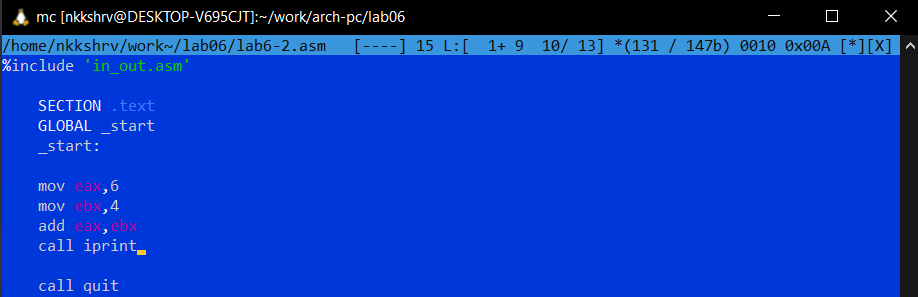 mc [nkkshrv@DESKTOP-V695CJT]:~/work/arch-pc/lab06
/home/nkkshrv/work~/lab06/lab6-2.asm   [----] 15 L:[  1+ 9  10/ 13] *(131 / 147b) 0010 0x00A [*][X]
%include 'in_out.asm'
SECTION .text
GLOBAL _start
_start:
mov eax,6
mov ebx,4
add eax,ebx
call iprint
call quit